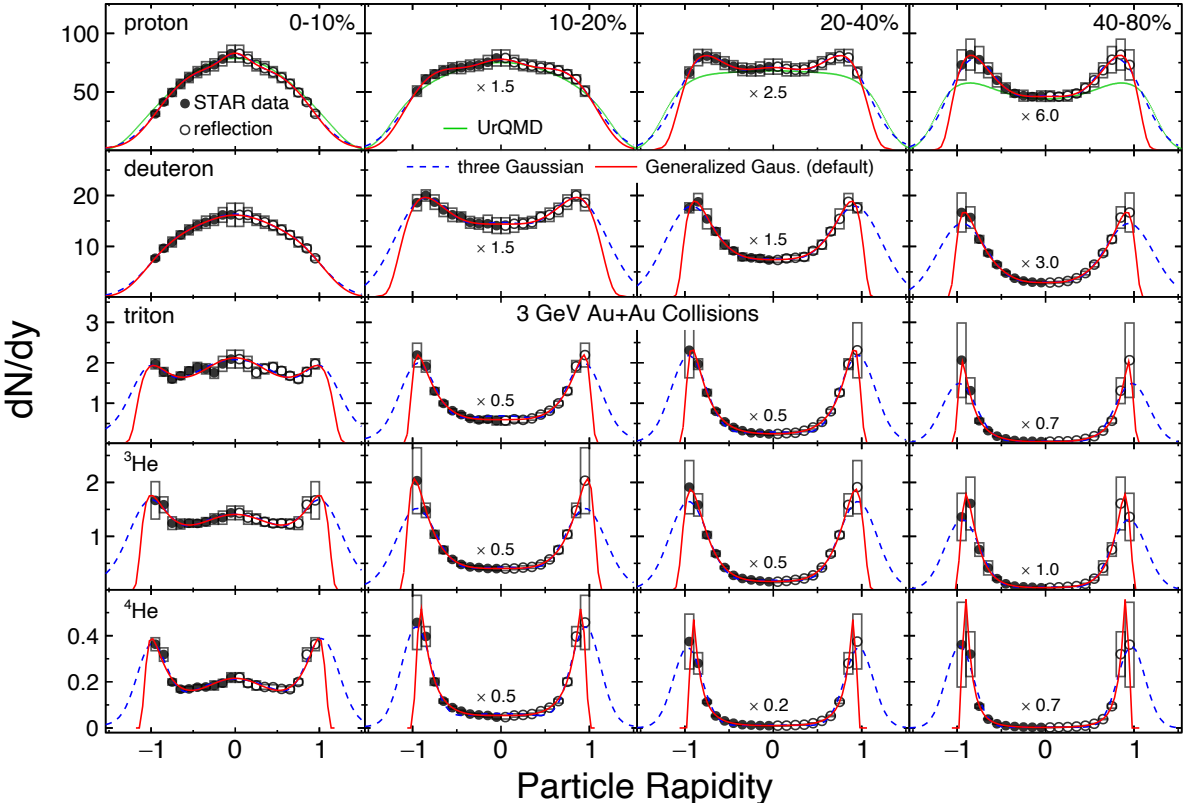 proton 0-10% 10-20% 20-40% 40-80%
100
50
● STAR data
○ reflection
× 1.5
× 2.5
× 6.0
UrQMD
deuteron
three Gaussian
Generalized Gaus. (default)
20
10
× 1.5
× 1.5
× 3.0
triton
3 GeV Au+Au Collisions
3
2
1
× 0.5
× 0.5
× 0.7
³He
2
1
× 0.5
× 0.5
× 1.0
⁴He
0.4
0.2
0
× 0.5
× 0.2
× 0.7
−1 0 1 −1 0 1 −1 0 1 −1 0 1
dN/dy
Particle Rapidity